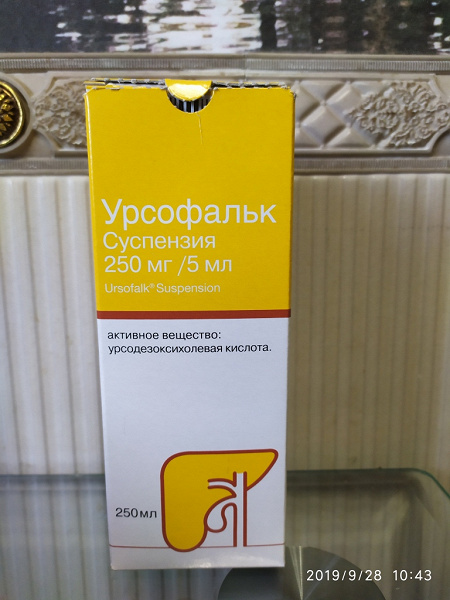 Урсофальк
Суспензия
250 мг /5 мл
Ursofalk® Suspension
активное вещество:
урсодезоксихолевая кислота.
250мл
2019/9/28 10:43